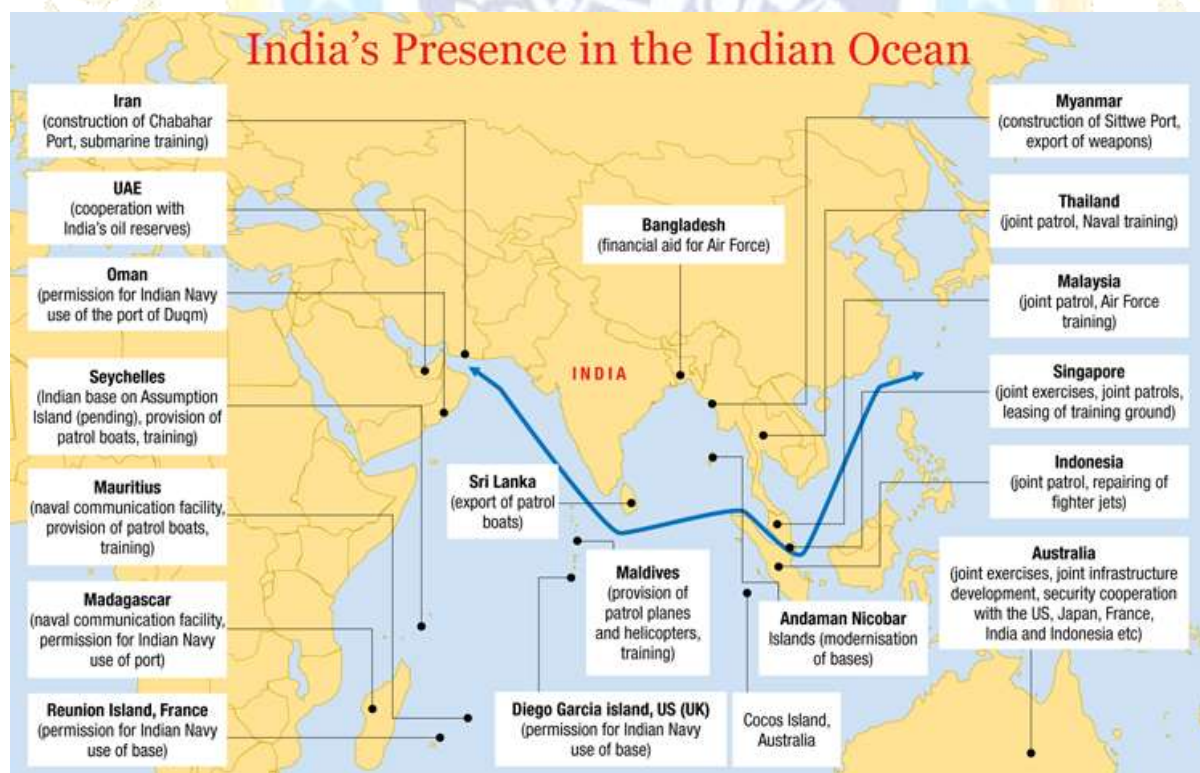 India's Presence in the Indian Ocean
Iran
(construction of Chabahar
Port, submarine training)
UAE
(cooperation with
India's oil reserves)
Oman
(permission for Indian Navy
use of the port of Duqm)
Seychelles
(Indian base on Assumption
Island (pending), provision of
patrol boats, training)
Mauritius
(naval communication facility,
provision of patrol boats,
training)
Madagascar
(naval communication facility,
permission for Indian Navy
use of port)
Reunion Island, France
(permission for Indian Navy
use of base)
Bangladesh
(financial aid for Air Force)
INDIA
Sri Lanka
(export of patrol
boats)
Maldives
(provision of
patrol planes
and helicopters,
training)
Diego Garcia island, US (UK)
(permission for Indian Navy
use of base)
Cocos Island,
Australia
Andaman Nicobar
Islands (modernisation
of bases)
Myanmar
(construction of Sittwe Port,
export of weapons)
Thailand
(joint patrol, Naval training)
Malaysia
(joint patrol, Air Force
training)
Singapore
(joint exercises, joint patrols,
leasing of training ground)
Indonesia
(joint patrol, repairing of
fighter jets)
Australia
(joint exercises, joint infrastructure
development, security cooperation
with the US, Japan, France,
India and Indonesia etc)